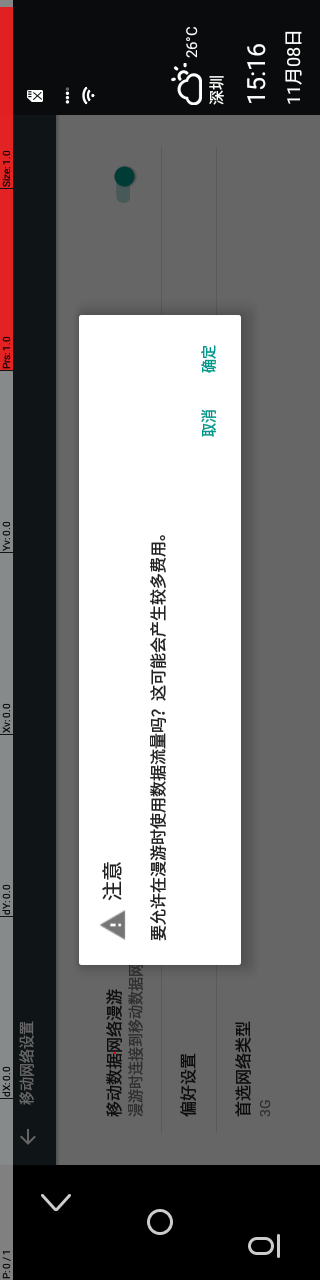 P: 0 / 1
dX: 0.0
dY: 0.0
Xv: 0.0
Yv: 0.0
Prs: 1.0
Size: 1.0
移动网络设置
26°C
深圳
15:16
11月08日
移动数据网络漫游
漫游时连接到移动数据网
偏好设置
首选网络类型
3G
注意
要允许在漫游时使用数据流量吗？这可能会产生较多费用。
取消
确定